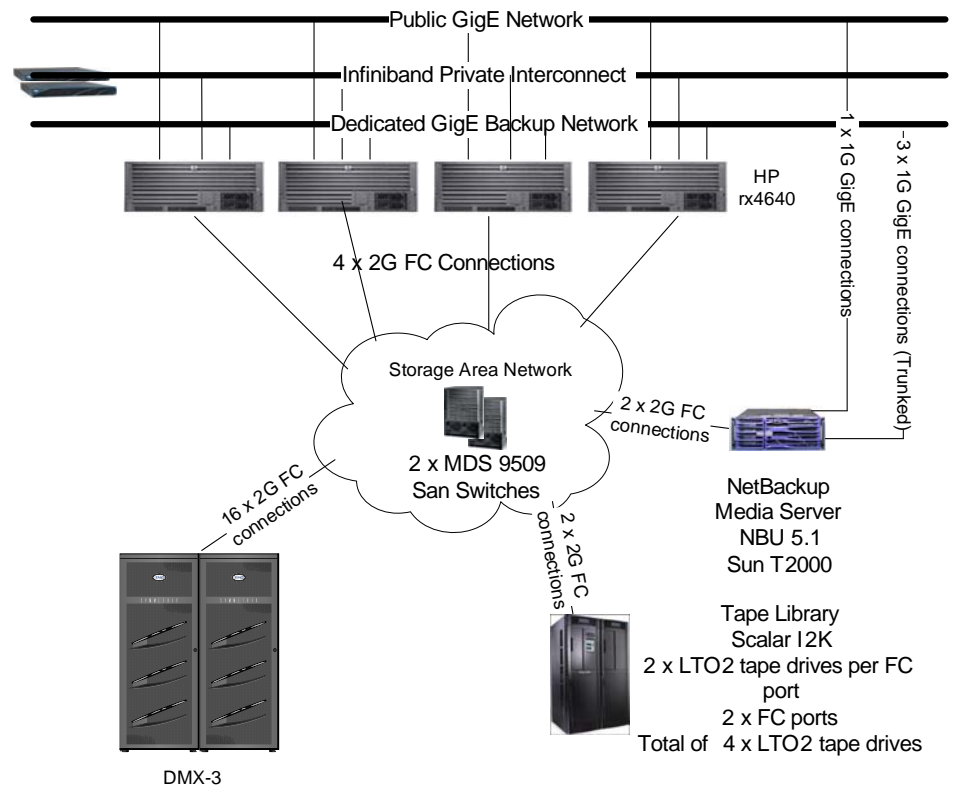 Public GigE Network
Infiniband Private Interconnect
Dedicated GigE Backup Network
HP
rx4640
1 x 1G GigE connections
3 x 1G GigE connections (Trunked)
4 x 2G FC Connections
Storage Area Network
2 x MDS 9509
San Switches
2 x 2G FC
connections
16 x 2G FC
connections
2 x 2G FC
connections
NetBackup
Media Server
NBU 5.1
Sun T2000
Tape Library
Scalar I2K
2 x LTO2 tape drives per FC
port
2 x FC ports
Total of 4 x LTO2 tape drives
DMX-3